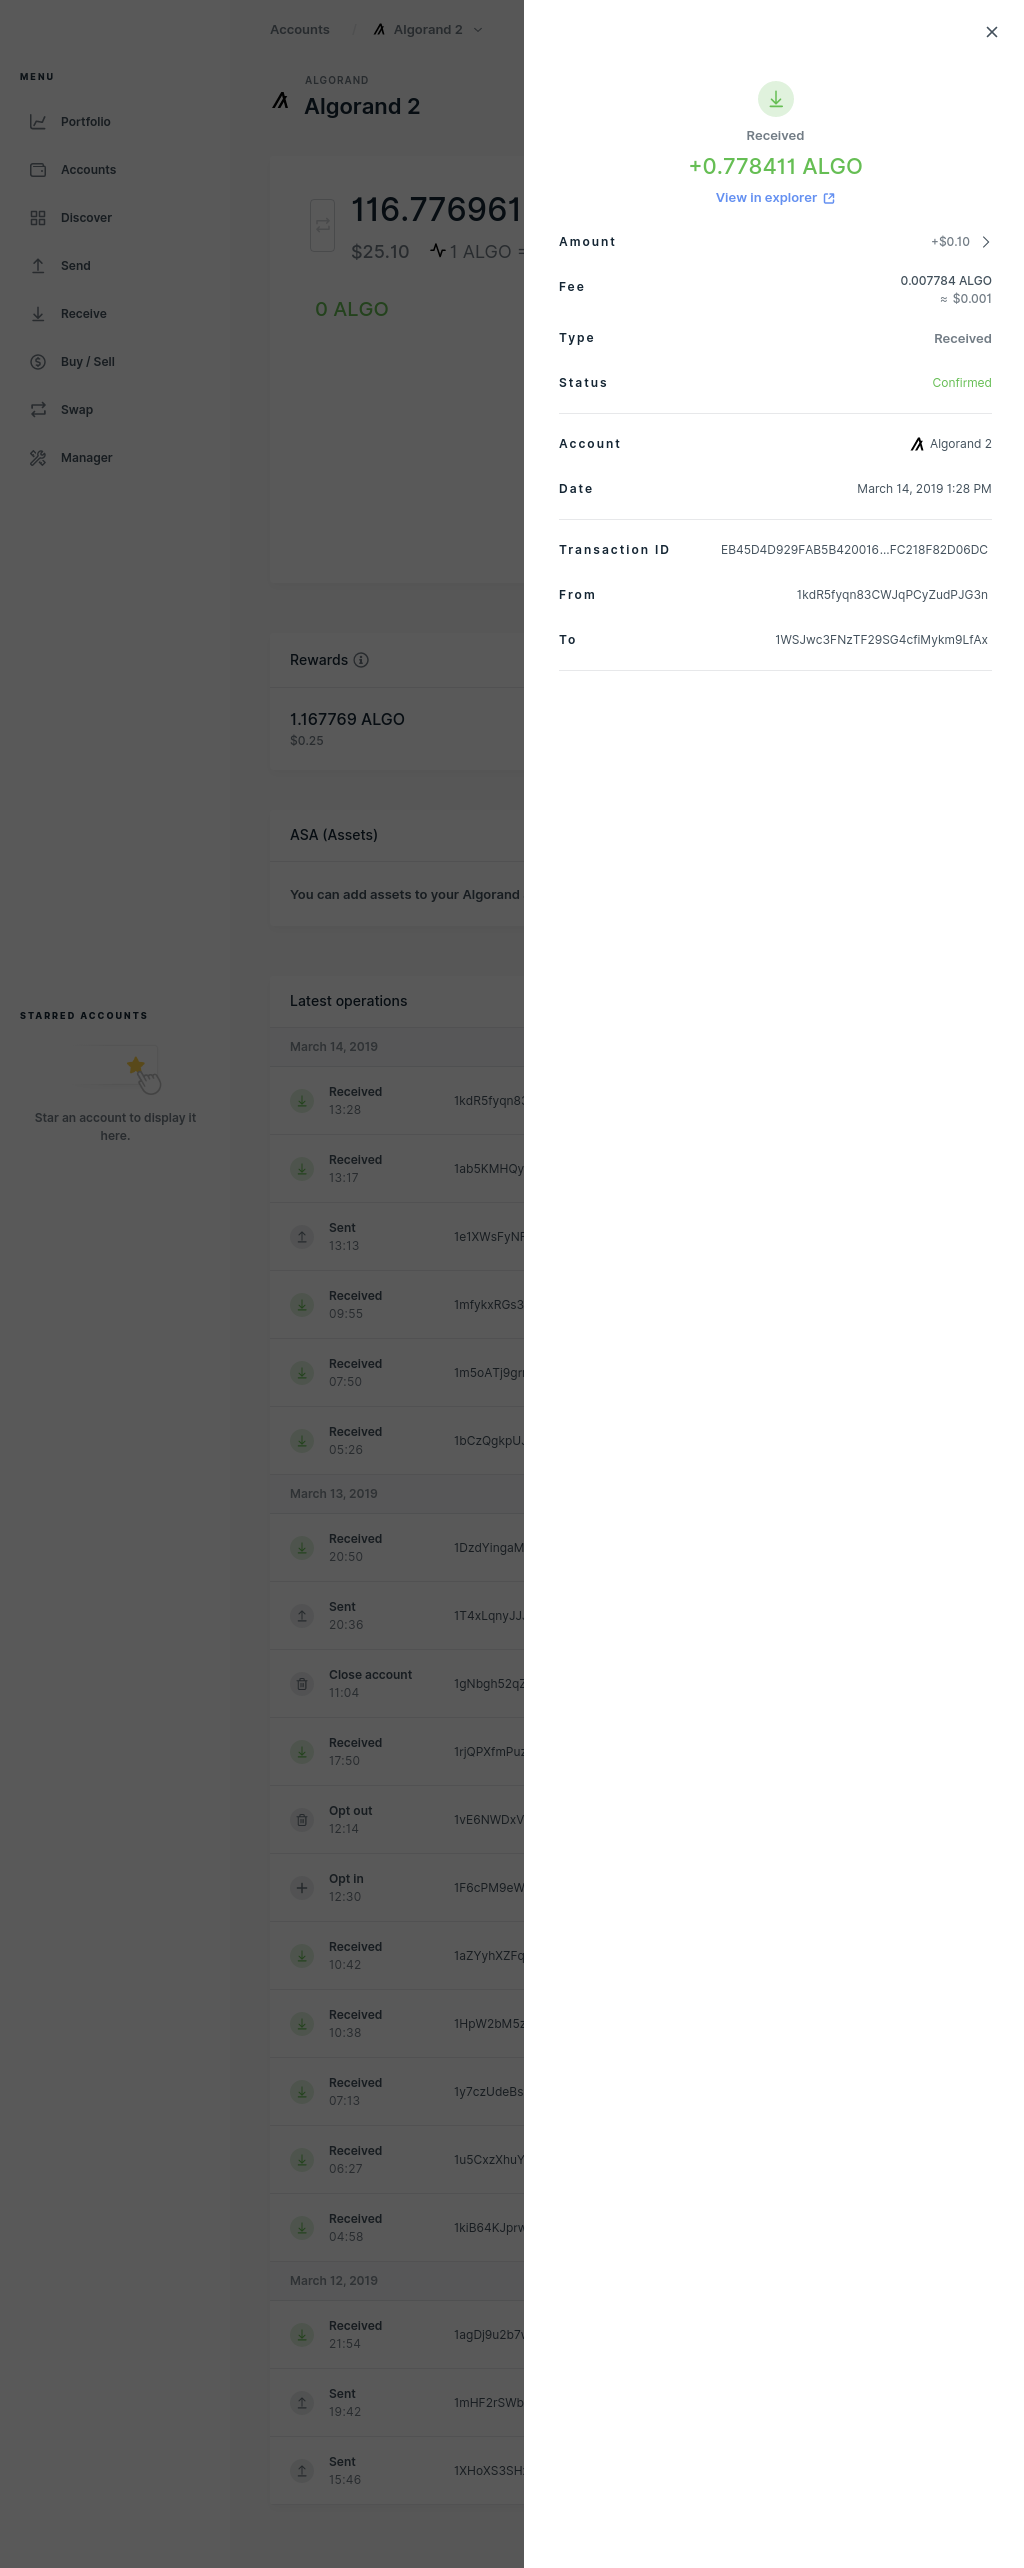 MENU
Portfolio
Accounts
Discover
Send
Receive
Buy / Sell
Swap
Manager
STARRED ACCOUNTS
Star an account to display it
here.
Accounts / Algorand 2
ALGORAND
Algorand 2
116.776961
$25.10 1 ALGO =
0 ALGO
Rewards
1.167769 ALGO
$0.25
ASA (Assets)
You can add assets to your Algorand
Latest operations
March 14, 2019
Received
13:28
1kdR5fyqn83
Received
13:17
1ab5KMHQy
Sent
13:13
1e1XWsFyNF
Received
09:55
1mfykxRGs3
Received
07:50
1m5oATj9gr
Received
05:26
1bCzQgkpU
March 13, 2019
Received
20:50
1DzdYingaM
Sent
20:36
1T4xLqnyJJ
Close account
11:04
1gNbgh52qZ
Received
17:50
1rjQPXfmPuz
Opt out
12:14
1vE6NWDxV
Opt in
12:30
1F6cPM9eW
Received
10:42
1aZYyhXZFq
Received
10:38
1HpW2bM5z
Received
07:13
1y7czUdeBs
Received
06:27
1u5CxzXhuY
Received
04:58
1kiB64KJprw
March 12, 2019
Received
21:54
1agDj9u2b7
Sent
19:42
1mHF2rSWb
Sent
15:46
1XHoXS3SH
Received
+0.778411 ALGO
View in explorer
Amount +$0.10
Fee 0.007784 ALGO
≈ $0.001
Type Received
Status Confirmed
Account Algorand 2
Date March 14, 2019 1:28 PM
Transaction ID EB45D4D929FAB5B420016...FC218F82D06DC
From 1kdR5fyqn83CWJqPCyZudPJG3n
To 1WSJwc3FNzTF29SG4cfiMykm9LfAx